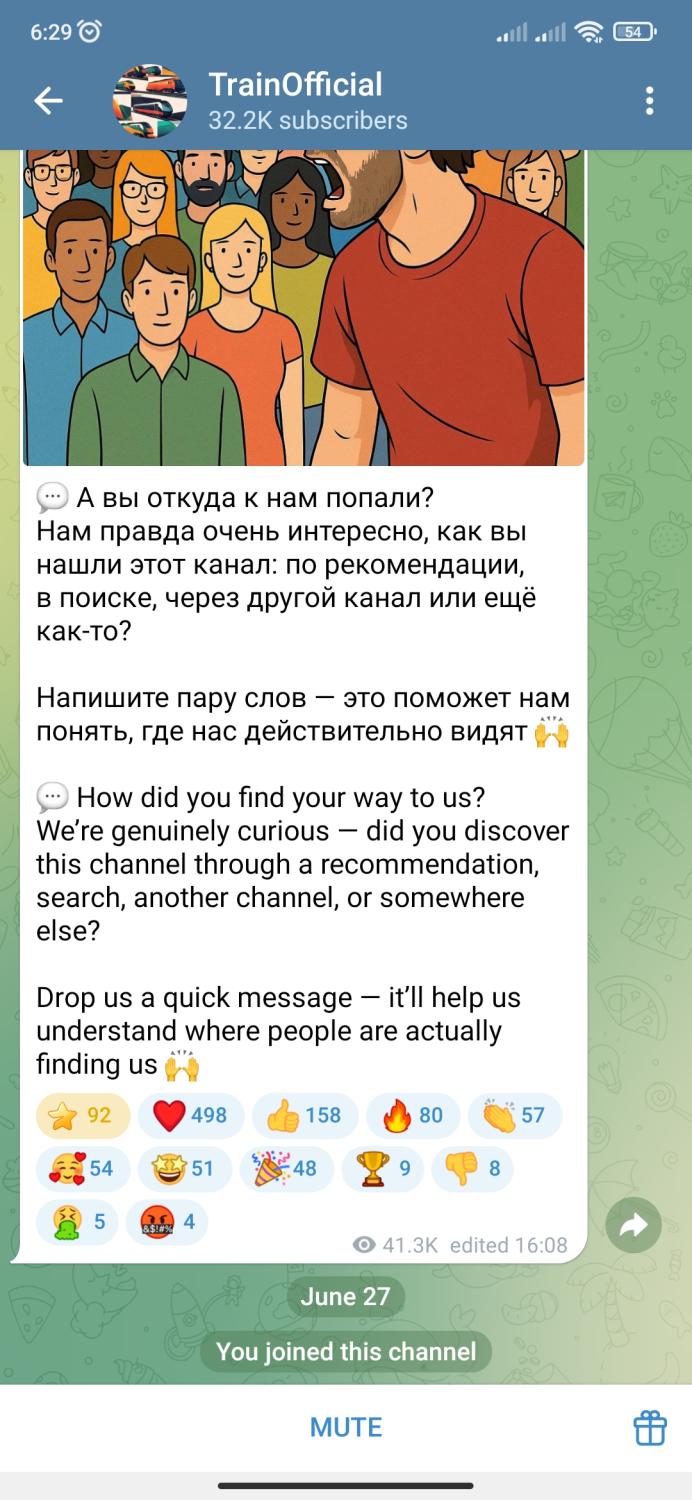 6:29
54
TrainOfficial
32.2K subscribers
💬 А вы откуда к нам попали?
Нам правда очень интересно, как вы
нашли этот канал: по рекомендации,
в поиске, через другой канал или ещё
как-то?
Напишите пару слов — это поможет нам
понять, где нас действительно видят 🙌
💬 How did you find your way to us?
We’re genuinely curious — did you discover
this channel through a recommendation,
search, another channel, or somewhere
else?
Drop us a quick message — it’ll help us
understand where people are actually
finding us 🙌
⭐ 92 ❤️ 498 👍 158 🔥 80 👏 57
🥰 54 🤩 51 🎉 48 🏆 9 👎 8
🤮 5 🤬 4
41.3K edited 16:08
June 27
You joined this channel
MUTE